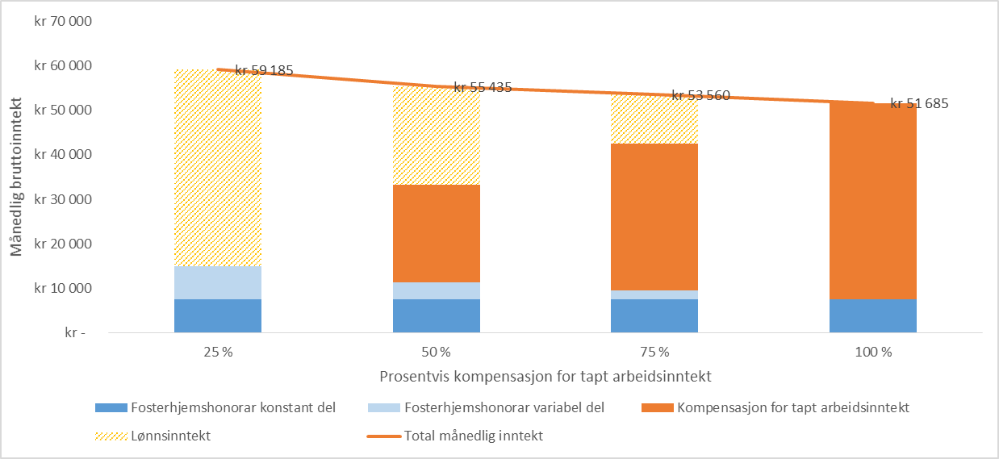 kr 70 000
kr 60 000
kr 50 000
kr 40 000
kr 30 000
kr 20 000
kr 10 000
kr -
Månedlig bruttoinntekt
kr 59 185
kr 55 435
kr 53 560
kr 51 685
25 %
50 %
75 %
100 %
Prosentvis kompensasjon for tapt arbeidsinntekt
Fosterhjemshonorar konstant del
Fosterhjemshonorar variabel del
Kompensasjon for tapt arbeidsinntekt
Lønnsinntekt
Total månedlig inntekt